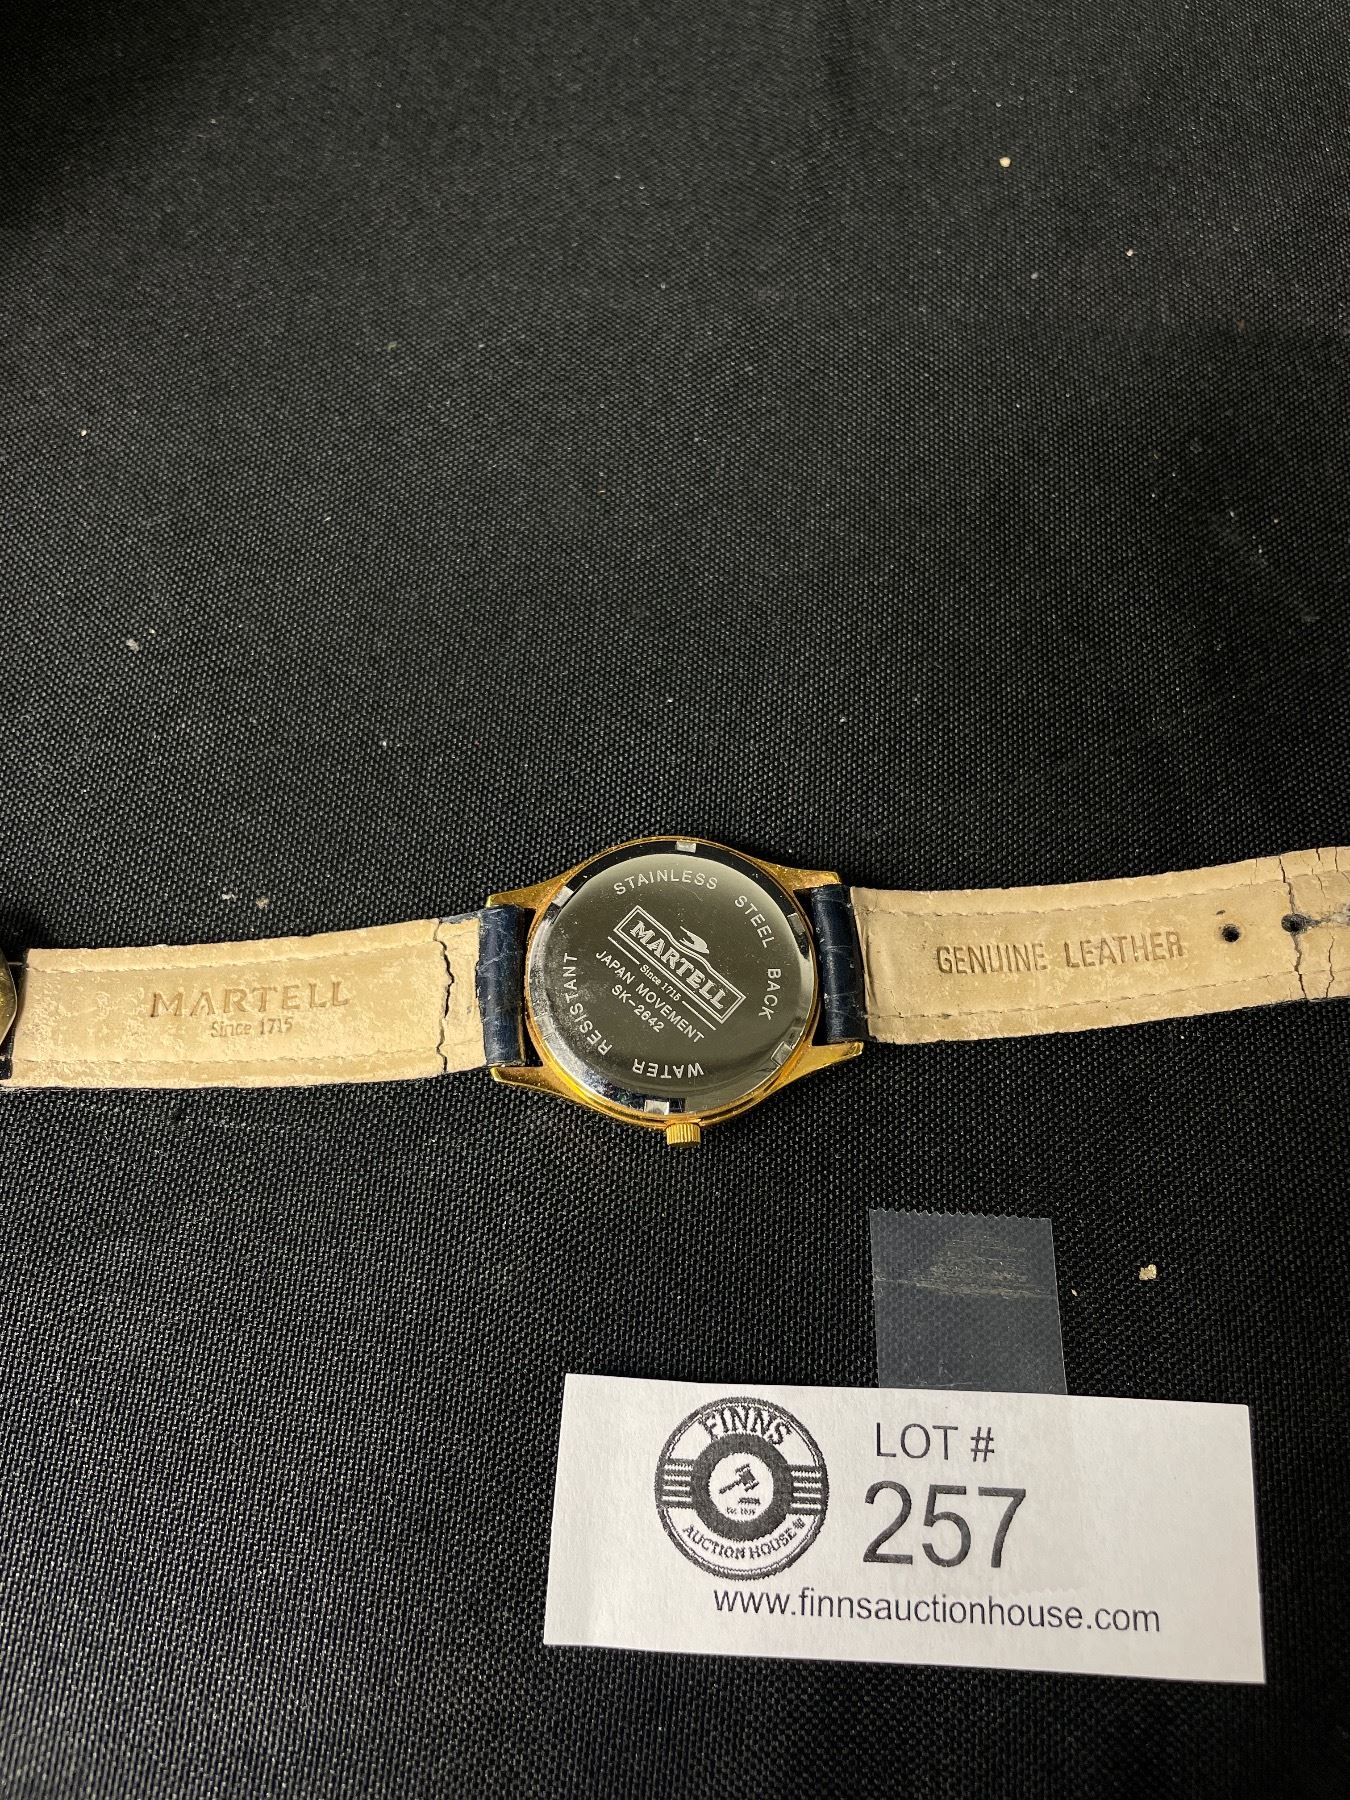 MARTELL
Since 1715
STAINLESS STEEL BACK
MARTELL
Since 1715
JAPAN MOVEMENT
SK-2642
WATER RESISTANT
GENUINE LEATHER
FINNS
AUCTION HOUSE
LOT #
257
www.finnsauctionhouse.com